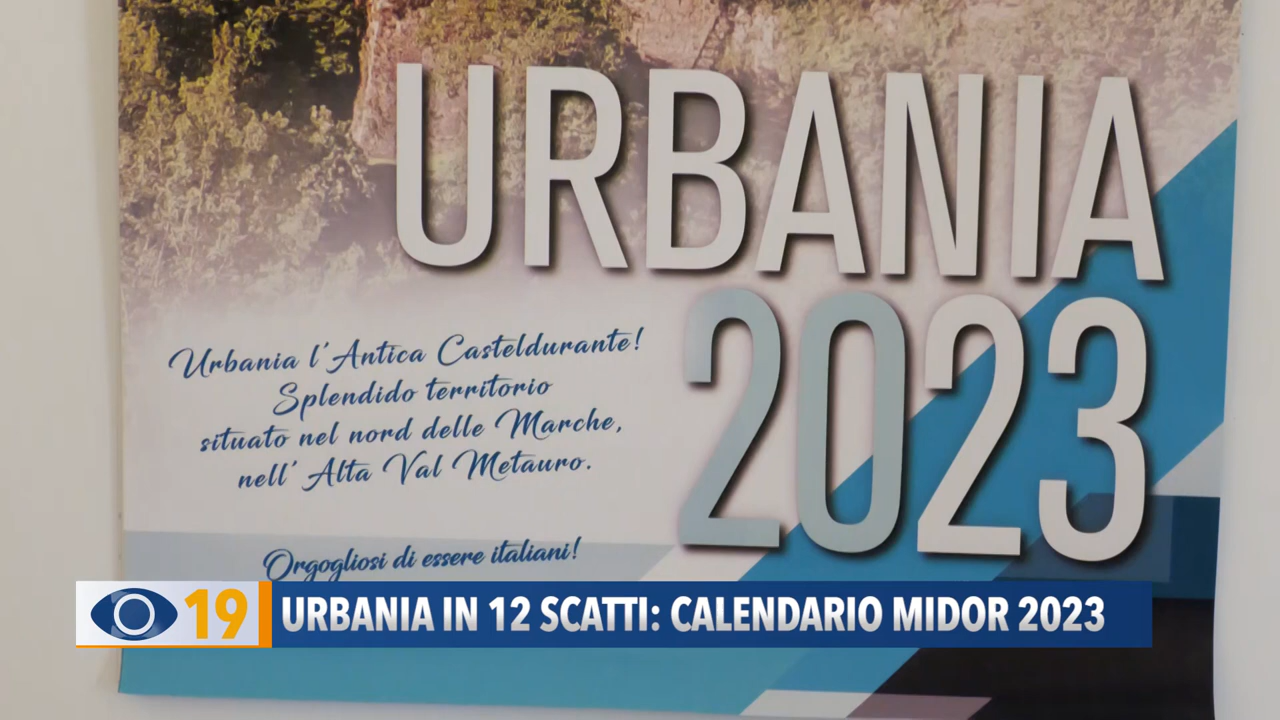 URBANIA
2023
Urbania l'Antica Casteldurante!
Splendido territorio
situato nel nord delle Marche,
nell' Alta Val Metauro.
Orgogliosi di essere italiani!
19
URBANIA IN 12 SCATTI: CALENDARIO MIDOR 2023